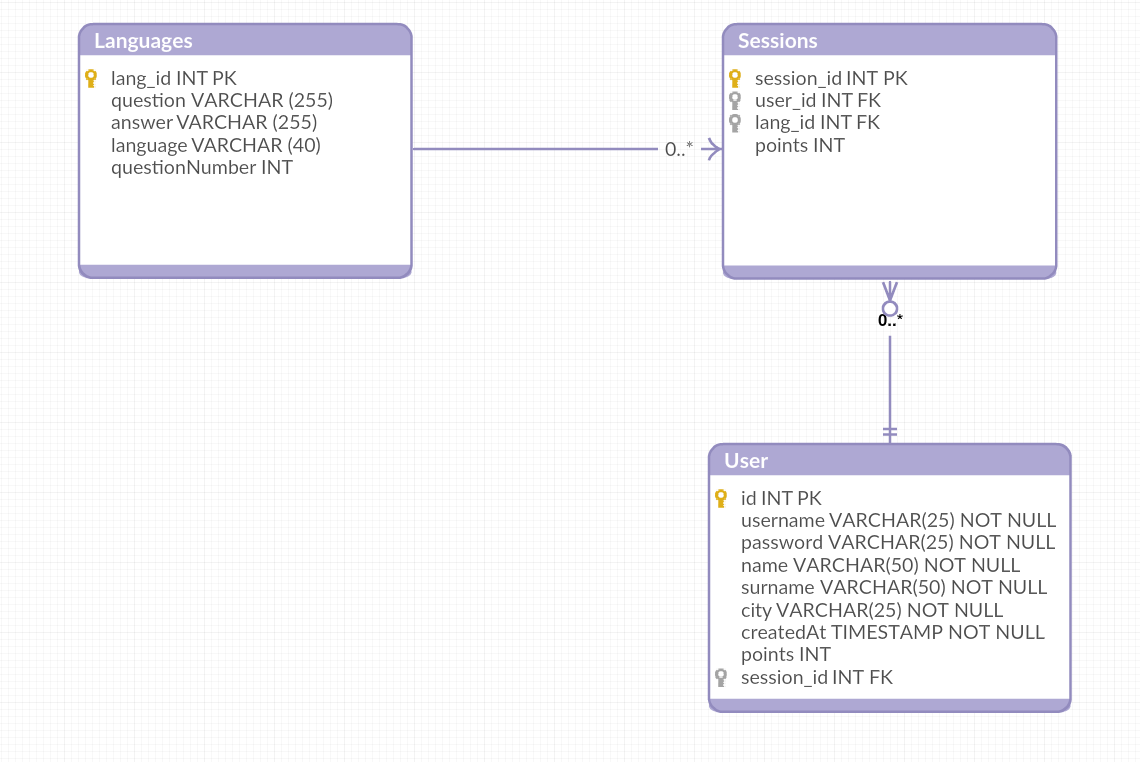 Languages
lang_id INT PK
question VARCHAR (255)
answer VARCHAR (255)
language VARCHAR (40)
questionNumber INT
0..*
Sessions
session_id INT PK
user_id INT FK
lang_id INT FK
points INT
0..*
User
id INT PK
username VARCHAR(25) NOT NULL
password VARCHAR(25) NOT NULL
name VARCHAR(50) NOT NULL
surname VARCHAR(50) NOT NULL
city VARCHAR(25) NOT NULL
createdAt TIMESTAMP NOT NULL
points INT
session_id INT FK